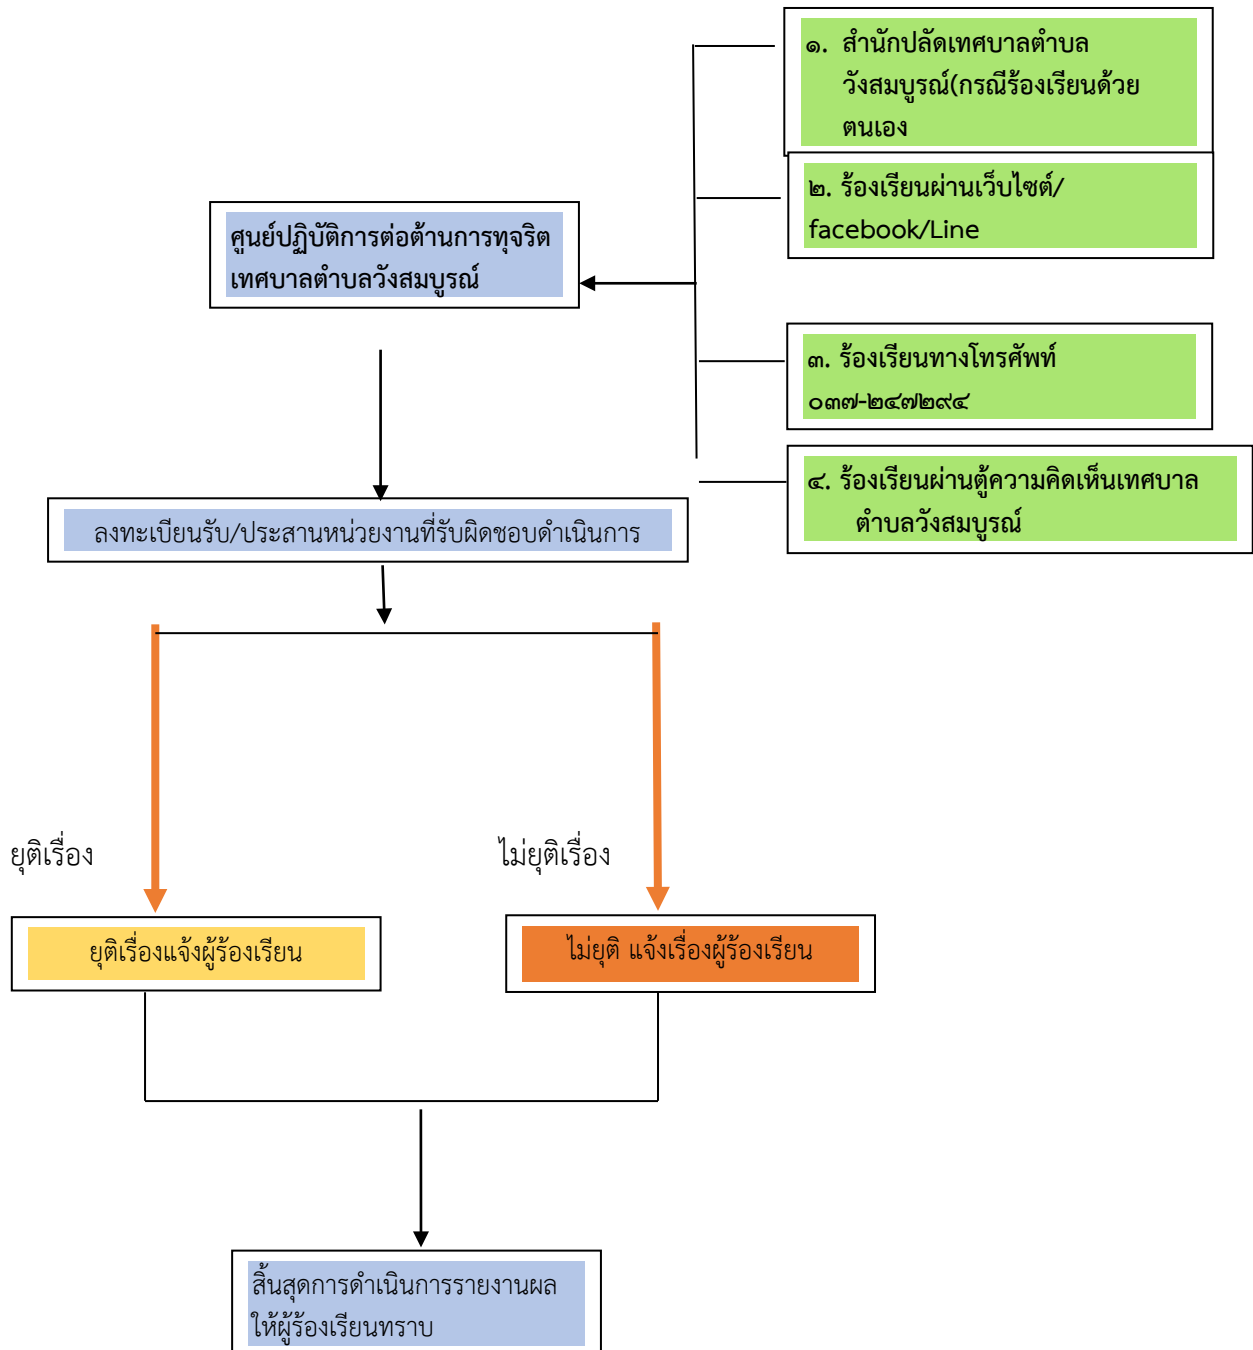 ๑. สำนักปลัดเทศบาลตำบล
วังสมบูรณ์(กรณีร้องเรียนด้วย
ตนเอง
๒. ร้องเรียนผ่านเว็บไซต์/
facebook/Line
ศูนย์ปฏิบัติการต่อต้านการทุจริต
เทศบาลตำบลวังสมบูรณ์
๓. ร้องเรียนทางโทรศัพท์
๐๓๗-๒๔๗๒๙๔
๔. ร้องเรียนผ่านตู้ความคิดเห็นเทศบาล
ตำบลวังสมบูรณ์
ลงทะเบียนรับ/ประสานหน่วยงานที่รับผิดชอบดำเนินการ
ยุติเรื่อง
ไม่ยุติเรื่อง
ยุติเรื่องแจ้งผู้ร้องเรียน
ไม่ยุติ แจ้งเรื่องผู้ร้องเรียน
สิ้นสุดการดำเนินการรายงานผล
ให้ผู้ร้องเรียนทราบ